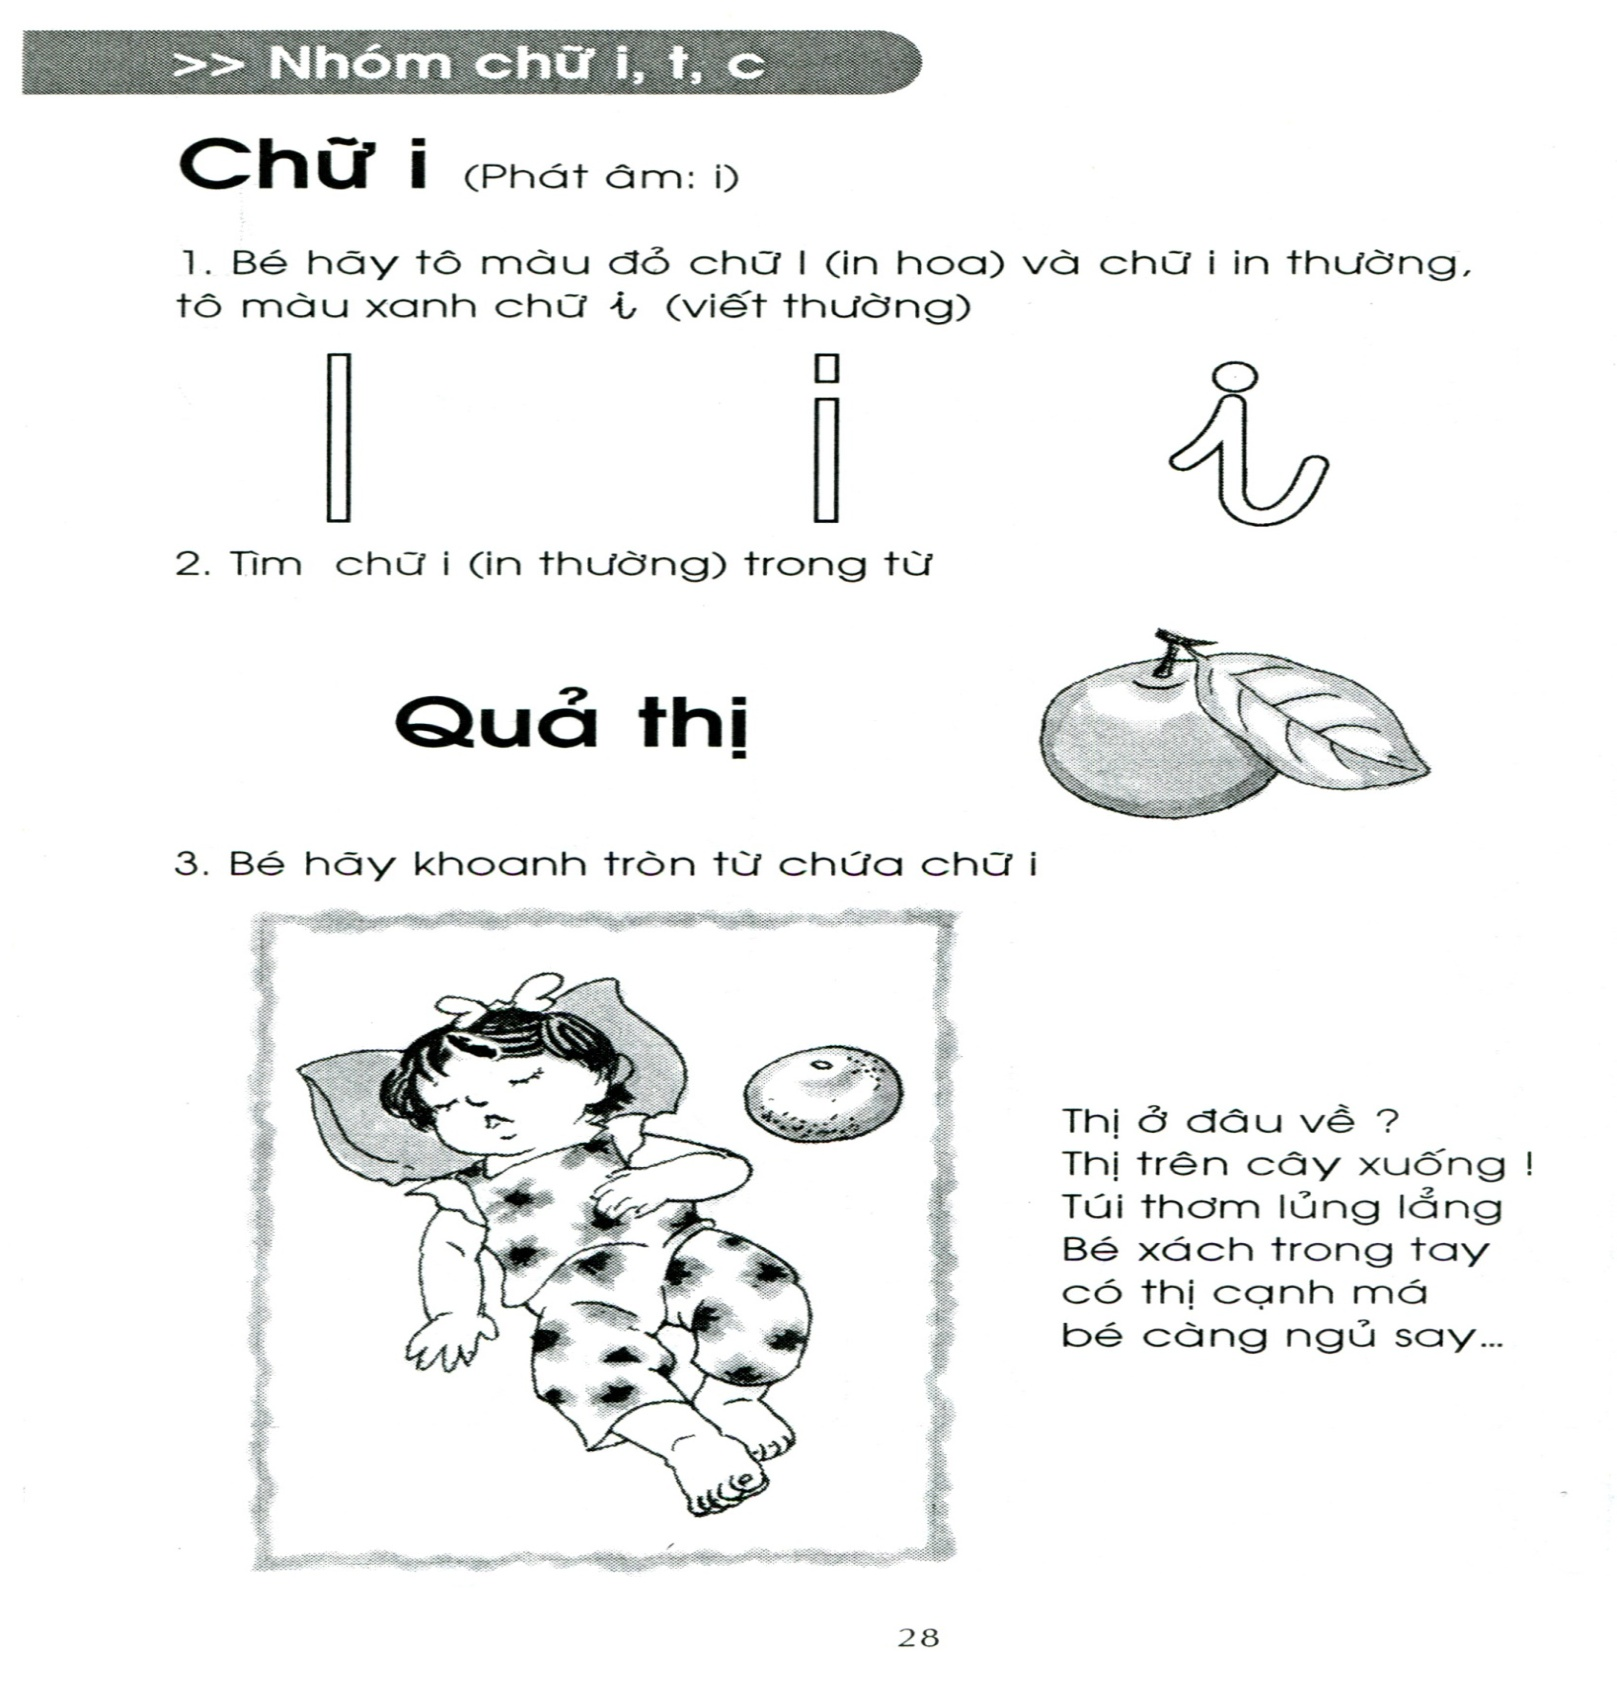 >> Nhóm chữ i, t, c
Chữ i (Phát âm: i)
1. Bé hãy tô màu đỏ chữ I (in hoa) và chữ i in thường,
tô màu xanh chữ i (viết thường)
I i i
2. Tìm chữ i (in thường) trong từ
Quả thị
3. Bé hãy khoanh tròn từ chứa chữ i
Thị ở đâu về ?
Thị trên cây xuống !
Túi thơm lủng lẳng
Bé xách trong tay
có thị cạnh má
bé càng ngủ say...
28